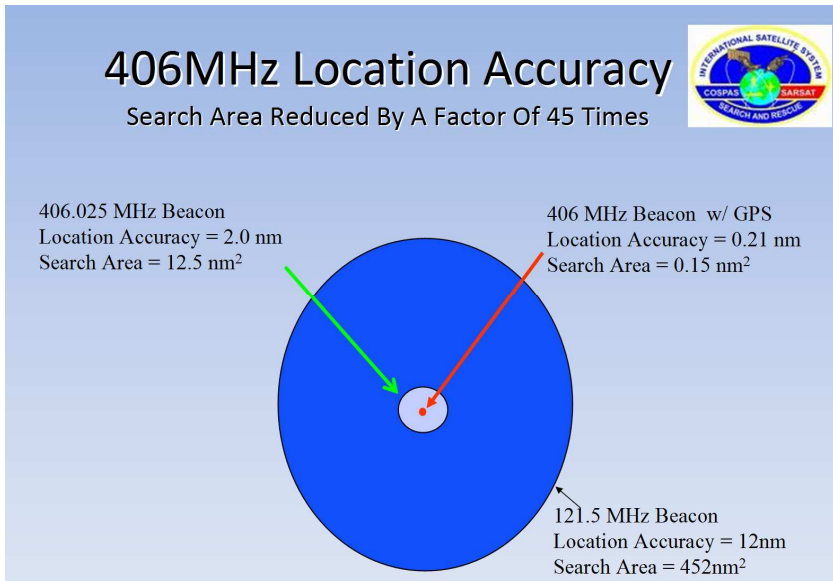 406MHz Location Accuracy
Search Area Reduced By A Factor Of 45 Times
INTERNATIONAL SATELLITE SYSTEM
COSPAS SARSAT
SEARCH AND RESCUE
406.025 MHz Beacon
Location Accuracy = 2.0 nm
Search Area = 12.5 nm²
406 MHz Beacon w/ GPS
Location Accuracy = 0.21 nm
Search Area = 0.15 nm²
121.5 MHz Beacon
Location Accuracy = 12nm
Search Area = 452nm²